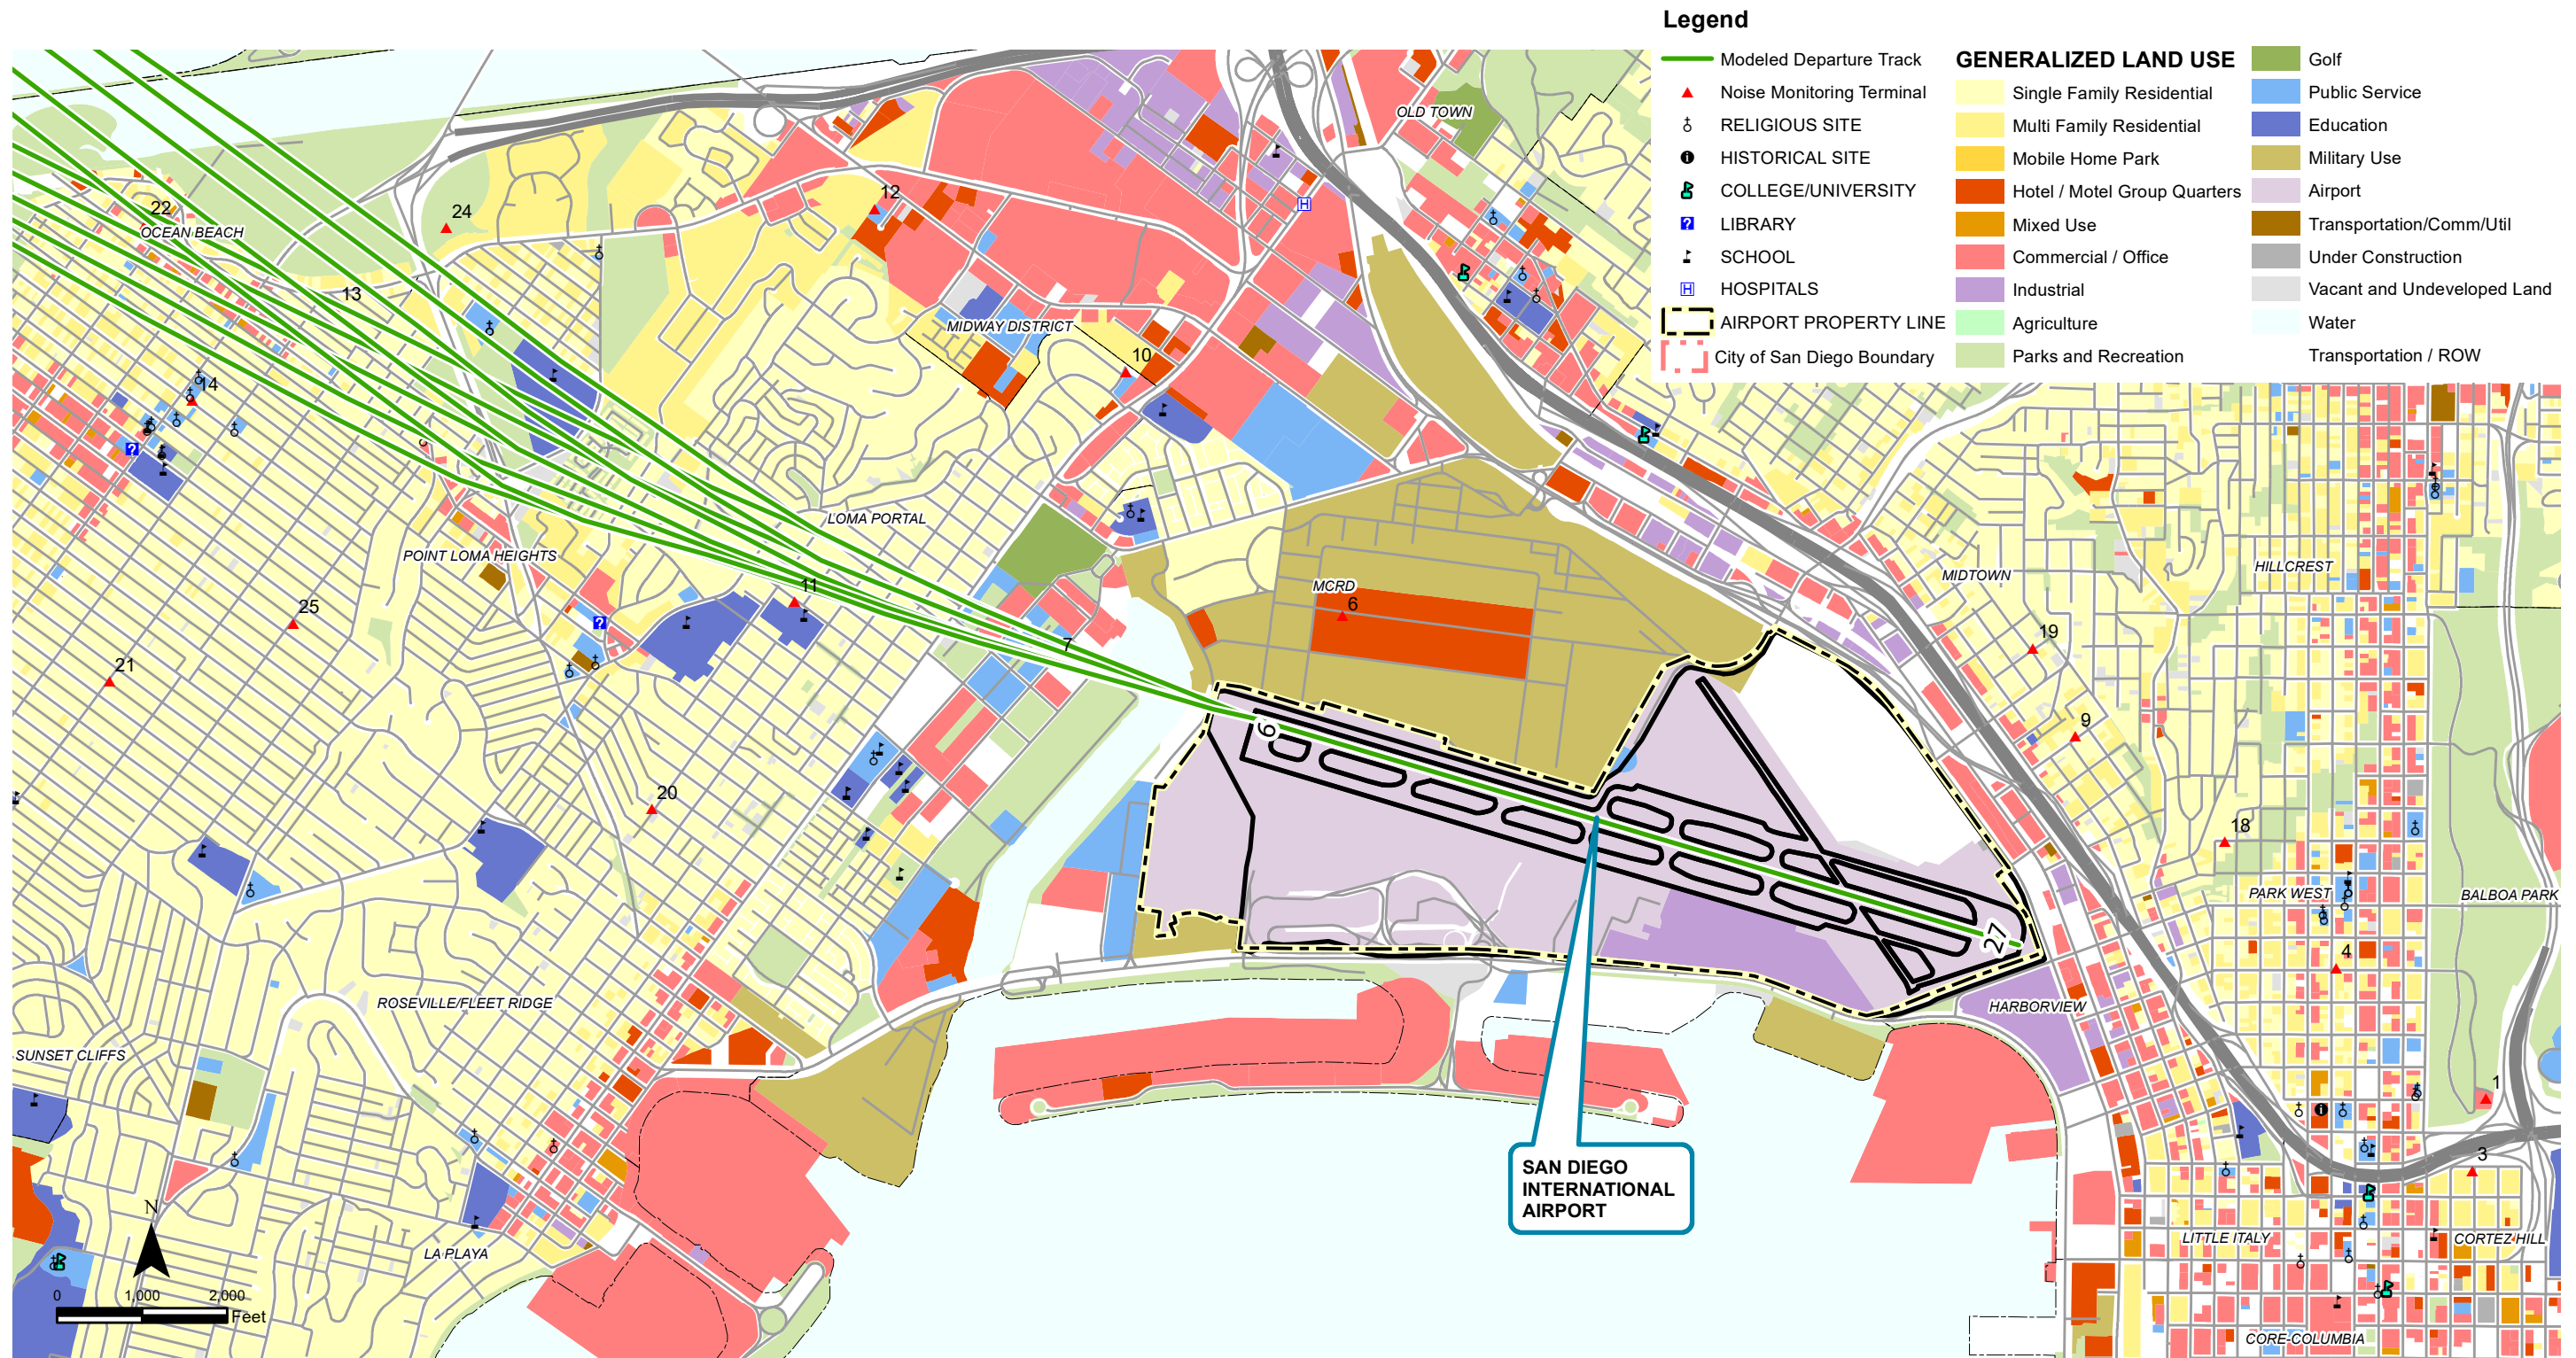 Legend
Modeled Departure Track
Noise Monitoring Terminal
RELIGIOUS SITE
HISTORICAL SITE
COLLEGE/UNIVERSITY
LIBRARY
SCHOOL
HOSPITALS
AIRPORT PROPERTY LINE
City of San Diego Boundary
GENERALIZED LAND USE
Single Family Residential
Multi Family Residential
Mobile Home Park
Hotel / Motel Group Quarters
Mixed Use
Commercial / Office
Industrial
Agriculture
Parks and Recreation
Golf
Public Service
Education
Military Use
Airport
Transportation/Comm/Util
Under Construction
Vacant and Undeveloped Land
Water
Transportation / ROW
OLD TOWN
12
22
24
OCEAN BEACH
13
MIDWAY DISTRICT
10
14
LOMA PORTAL
POINT LOMA HEIGHTS
11
MCRD
6
MIDTOWN
HILLCREST
25
7
19
21
9
9
20
18
PARK WEST
BALBOA PARK
27
4
ROSEVILLE/FLEET RIDGE
HARBORVIEW
SUNSET CLIFFS
1
3
SAN DIEGO
INTERNATIONAL
AIRPORT
N
LA PLAYA
LITTLE ITALY
CORTEZ HILL
0 1,000 2,000
Feet
CORE-COLUMBIA